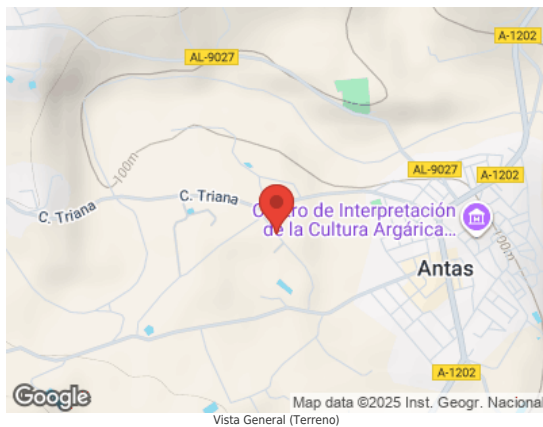 A-1202
AL-9027
100m
AL-9027
A-1202
C. Triana
C. Triana
Centro de Interpretación
de la Cultura Argárica...
100m
Antas
A-1202
Google
Map data ©2025 Inst. Geogr. Nacional
Vista General (Terreno)